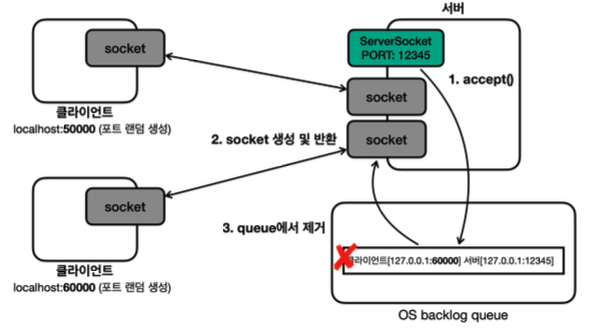 서버
socket
클라이언트
localhost:50000 (포트 랜덤 생성)
ServerSocket
PORT: 12345
1. accept()
socket
2. socket 생성 및 반환
socket
socket
클라이언트
localhost:60000 (포트 랜덤 생성)
3. queue에서 제거
클라이언트[127.0.0.1:60000] 서버[127.0.0.1:12345]
OS backlog queue